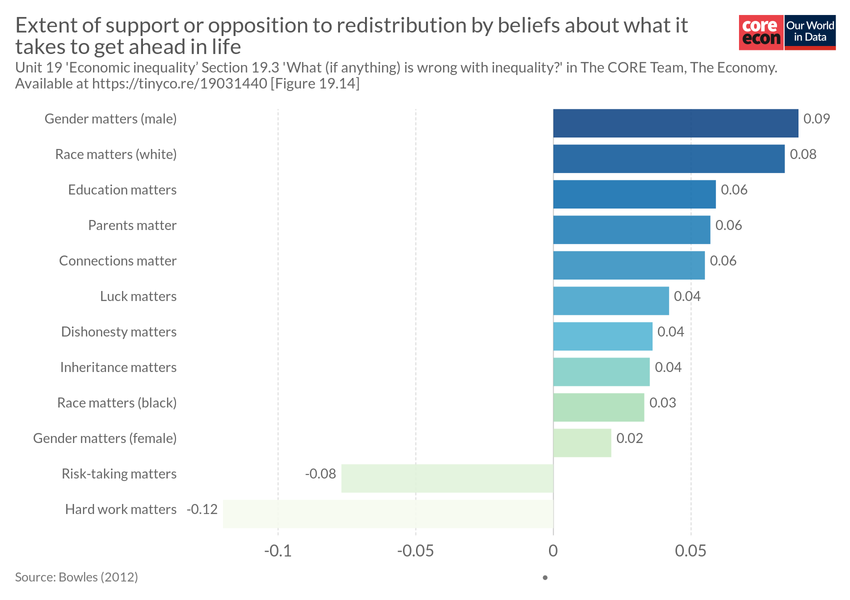 Extent of support or opposition to redistribution by beliefs about what it
takes to get ahead in life
core
econ
Our World
in Data
Unit 19 'Economic inequality’ Section 19.3 'What (if anything) is wrong with inequality?' in The CORE Team, The Economy.
Available at https://tinyco.re/19031440 [Figure 19.14]
Gender matters (male) 0.09
Race matters (white) 0.08
Education matters 0.06
Parents matter 0.06
Connections matter 0.06
Luck matters 0.04
Dishonesty matters 0.04
Inheritance matters 0.04
Race matters (black) 0.03
Gender matters (female) 0.02
Risk-taking matters -0.08
Hard work matters -0.12
-0.1 -0.05 0 0.05
Source: Bowles (2012) •